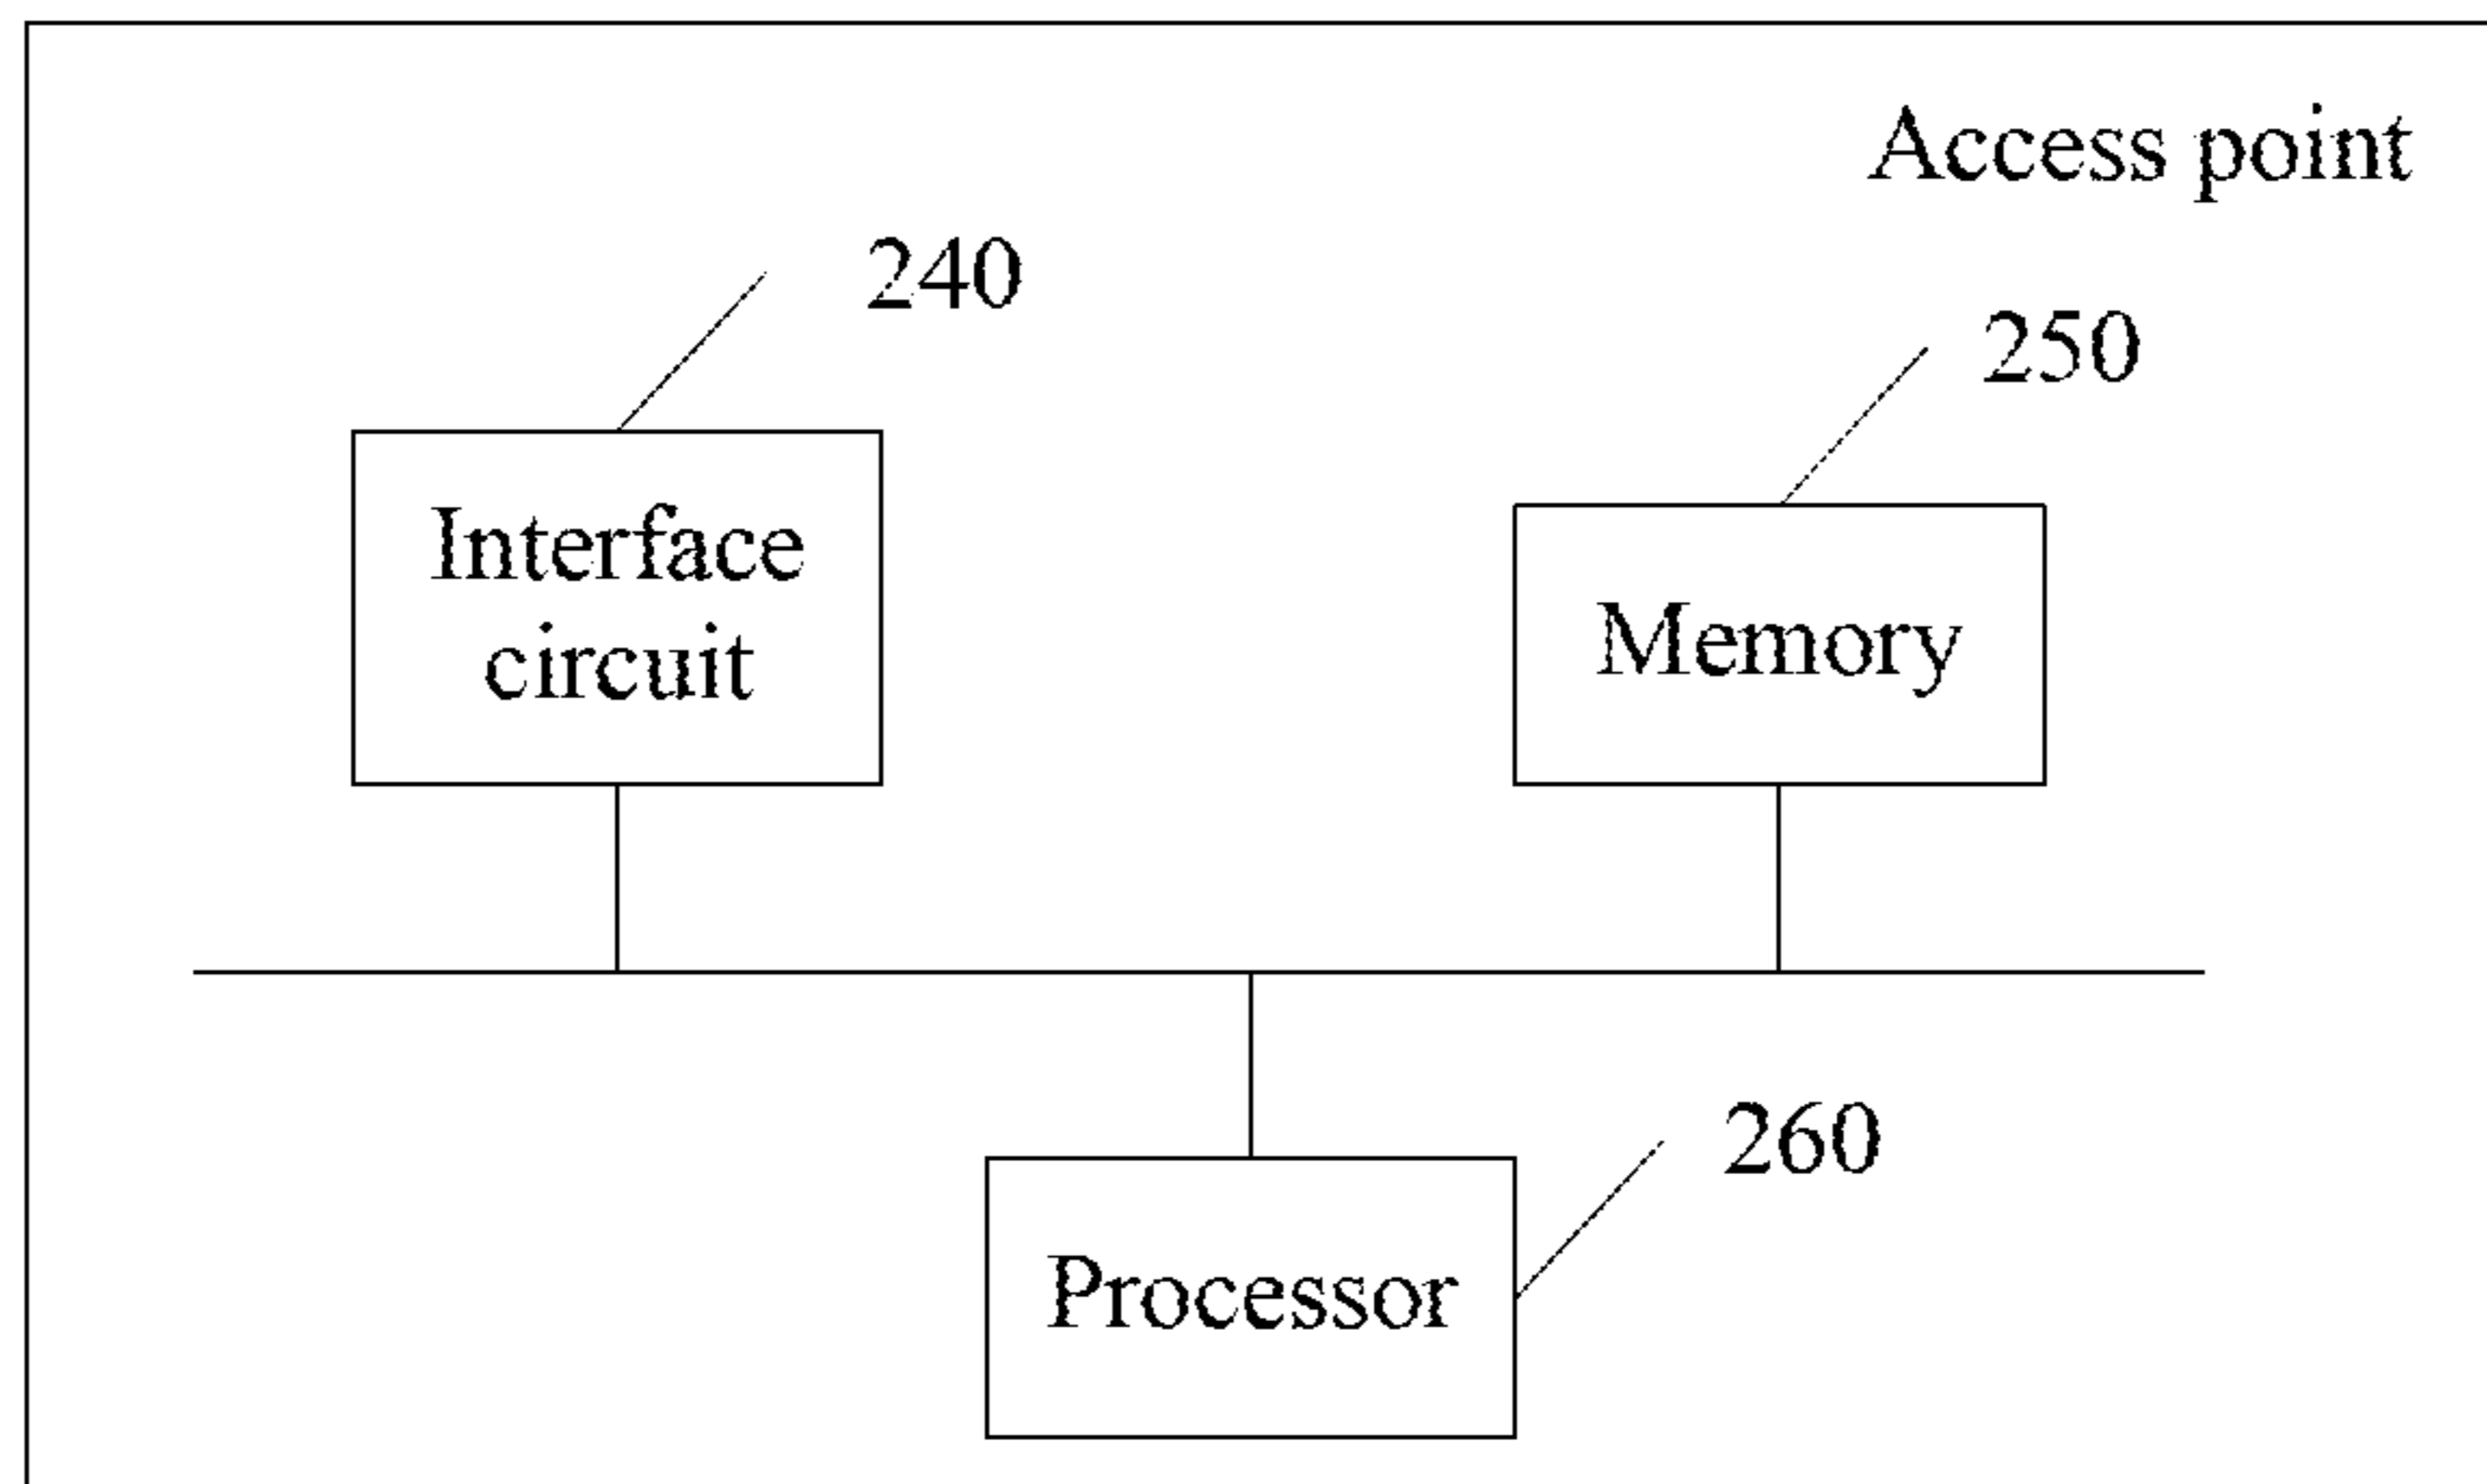 Access point
240
250
Interface
circuit
Memory
260
Processor